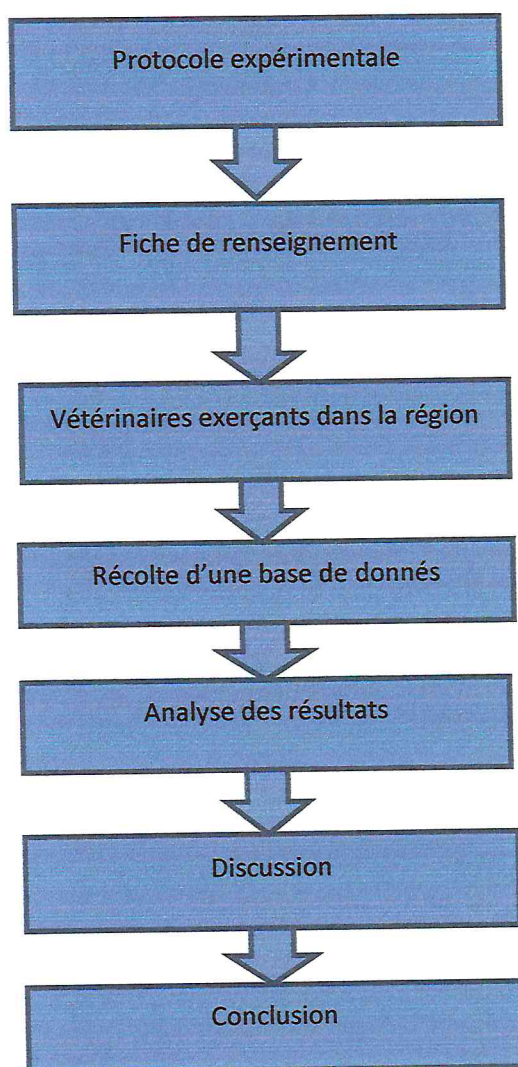 Protocole expérimentale
Fiche de renseignement
Vétérinaires exerçants dans la région
Récolte d'une base de donnés
Analyse des résultats
Discussion
Conclusion